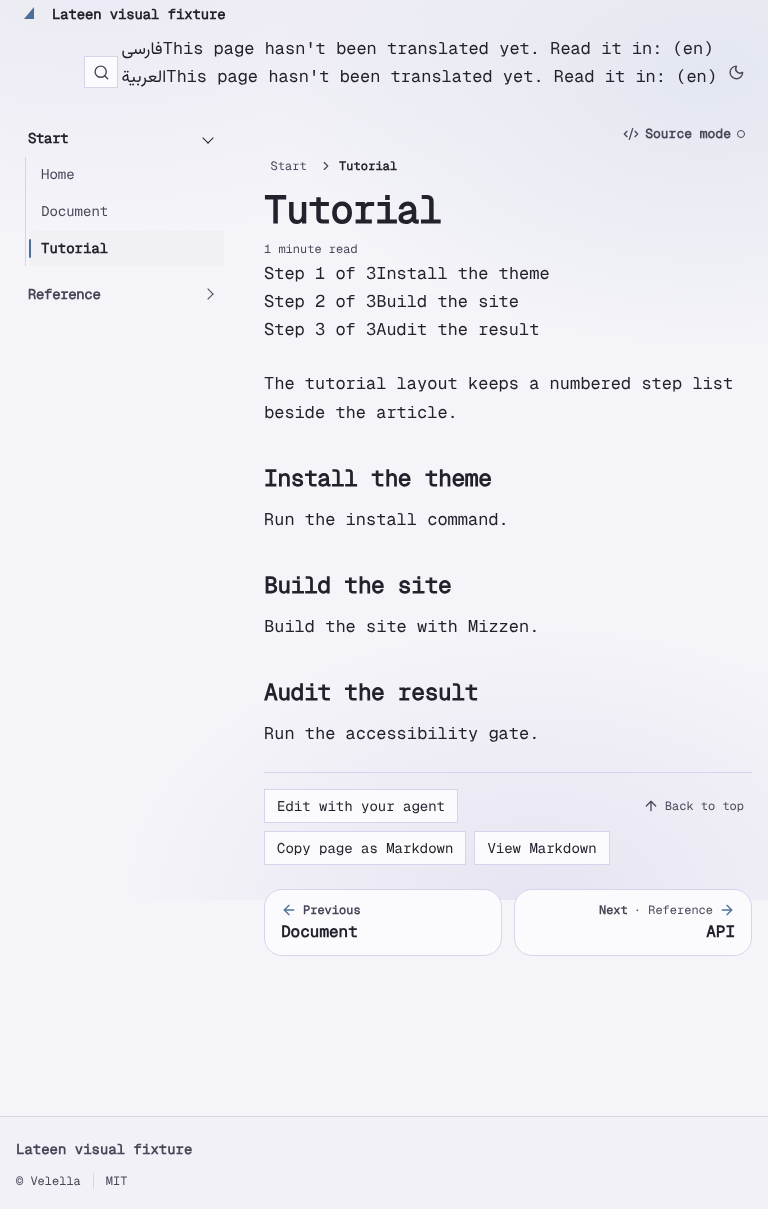 Lateen visual fixture
فارسیThis page hasn't been translated yet. Read it in: (en)
العربيةThis page hasn't been translated yet. Read it in: (en)
Source mode
Start
Home
Document
Tutorial
Reference
Start > Tutorial
Tutorial
1 minute read
Step 1 of 3Install the theme
Step 2 of 3Build the site
Step 3 of 3Audit the result
The tutorial layout keeps a numbered step list
beside the article.
Install the theme
Run the install command.
Build the site
Build the site with Mizzen.
Audit the result
Run the accessibility gate.
Edit with your agent
Back to top
Copy page as Markdown
View Markdown
Previous
Document
Next · Reference
API
Lateen visual fixture
© Velella
MIT